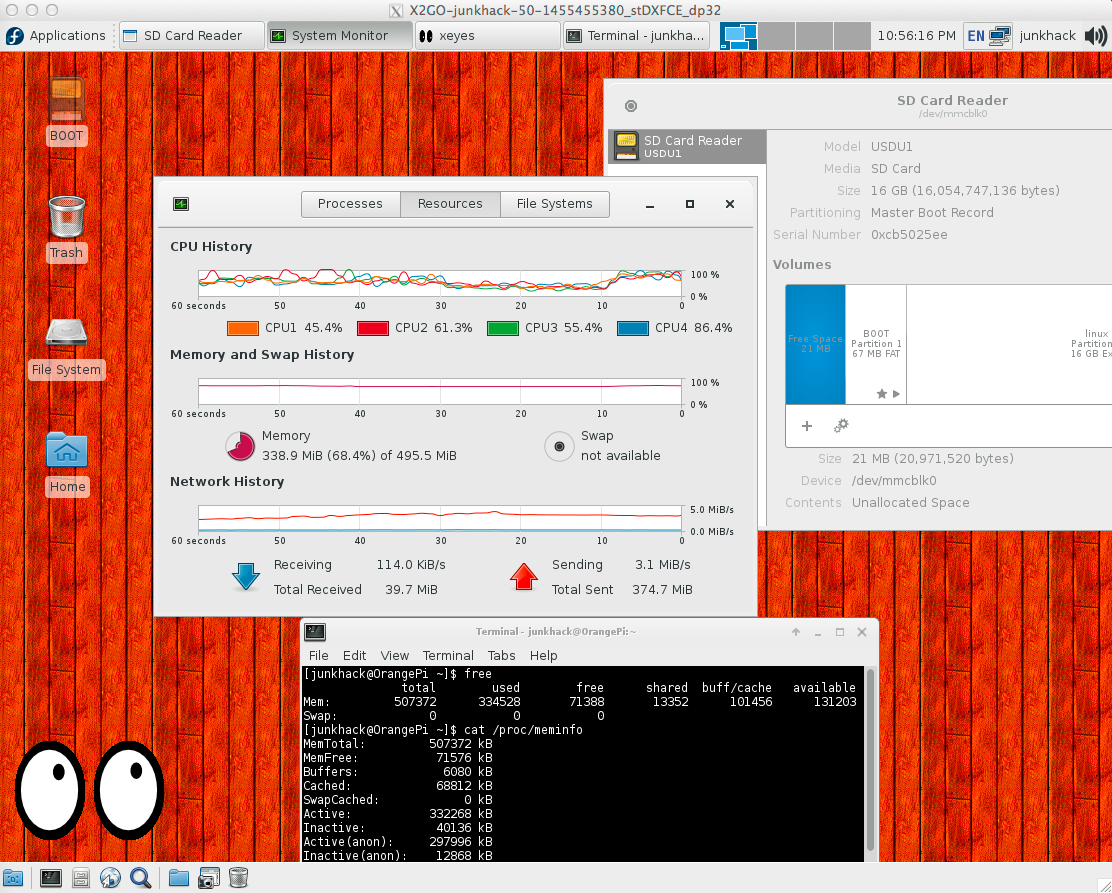 X2GO-junkhack-50-1455455380_stDXFCE_dp32
Applications SD Card Reader System Monitor xeyes Terminal - junkha... 10:56:16 PM EN junkhack
BOOT
Trash
File System
Home
SD Card Reader
/dev/mmcblk0
SD Card Reader
USDU1
Model USDU1
Media SD Card
Size 16 GB (16,054,747,136 bytes)
Partitioning Master Boot Record
Serial Number 0xcb5025ee
Volumes
Free Space
21 MB
BOOT
Partition 1
67 MB FAT
linux
Partition
16 GB Ex
Size 21 MB (20,971,520 bytes)
Device /dev/mmcblk0
Contents Unallocated Space
Processes Resources File Systems
CPU History
100 %
0 %
60 seconds 50 40 30 20 10 0
CPU1 45.4% CPU2 61.3% CPU3 55.4% CPU4 86.4%
Memory and Swap History
100 %
0 %
60 seconds 50 40 30 20 10 0
Memory
338.9 MiB (68.4%) of 495.5 MiB
Swap
not available
Network History
5.0 MiB/s
0.0 MiB/s
60 seconds 50 40 30 20 10 0
Receiving 114.0 KiB/s Sending 3.1 MiB/s
Total Received 39.7 MiB Total Sent 374.7 MiB
Terminal - junkhack@OrangePi:~
File Edit View Terminal Tabs Help
[junkhack@OrangePi ~]$ free
total used free shared buff/cache available
Mem: 507372 334528 71388 13352 101456 131203
Swap: 0 0 0
[junkhack@OrangePi ~]$ cat /proc/meminfo
MemTotal: 507372 kB
MemFree: 71576 kB
Buffers: 6080 kB
Cached: 68812 kB
SwapCached: 0 kB
Active: 332268 kB
Inactive: 40136 kB
Active(anon): 297996 kB
Inactive(anon): 12868 kB